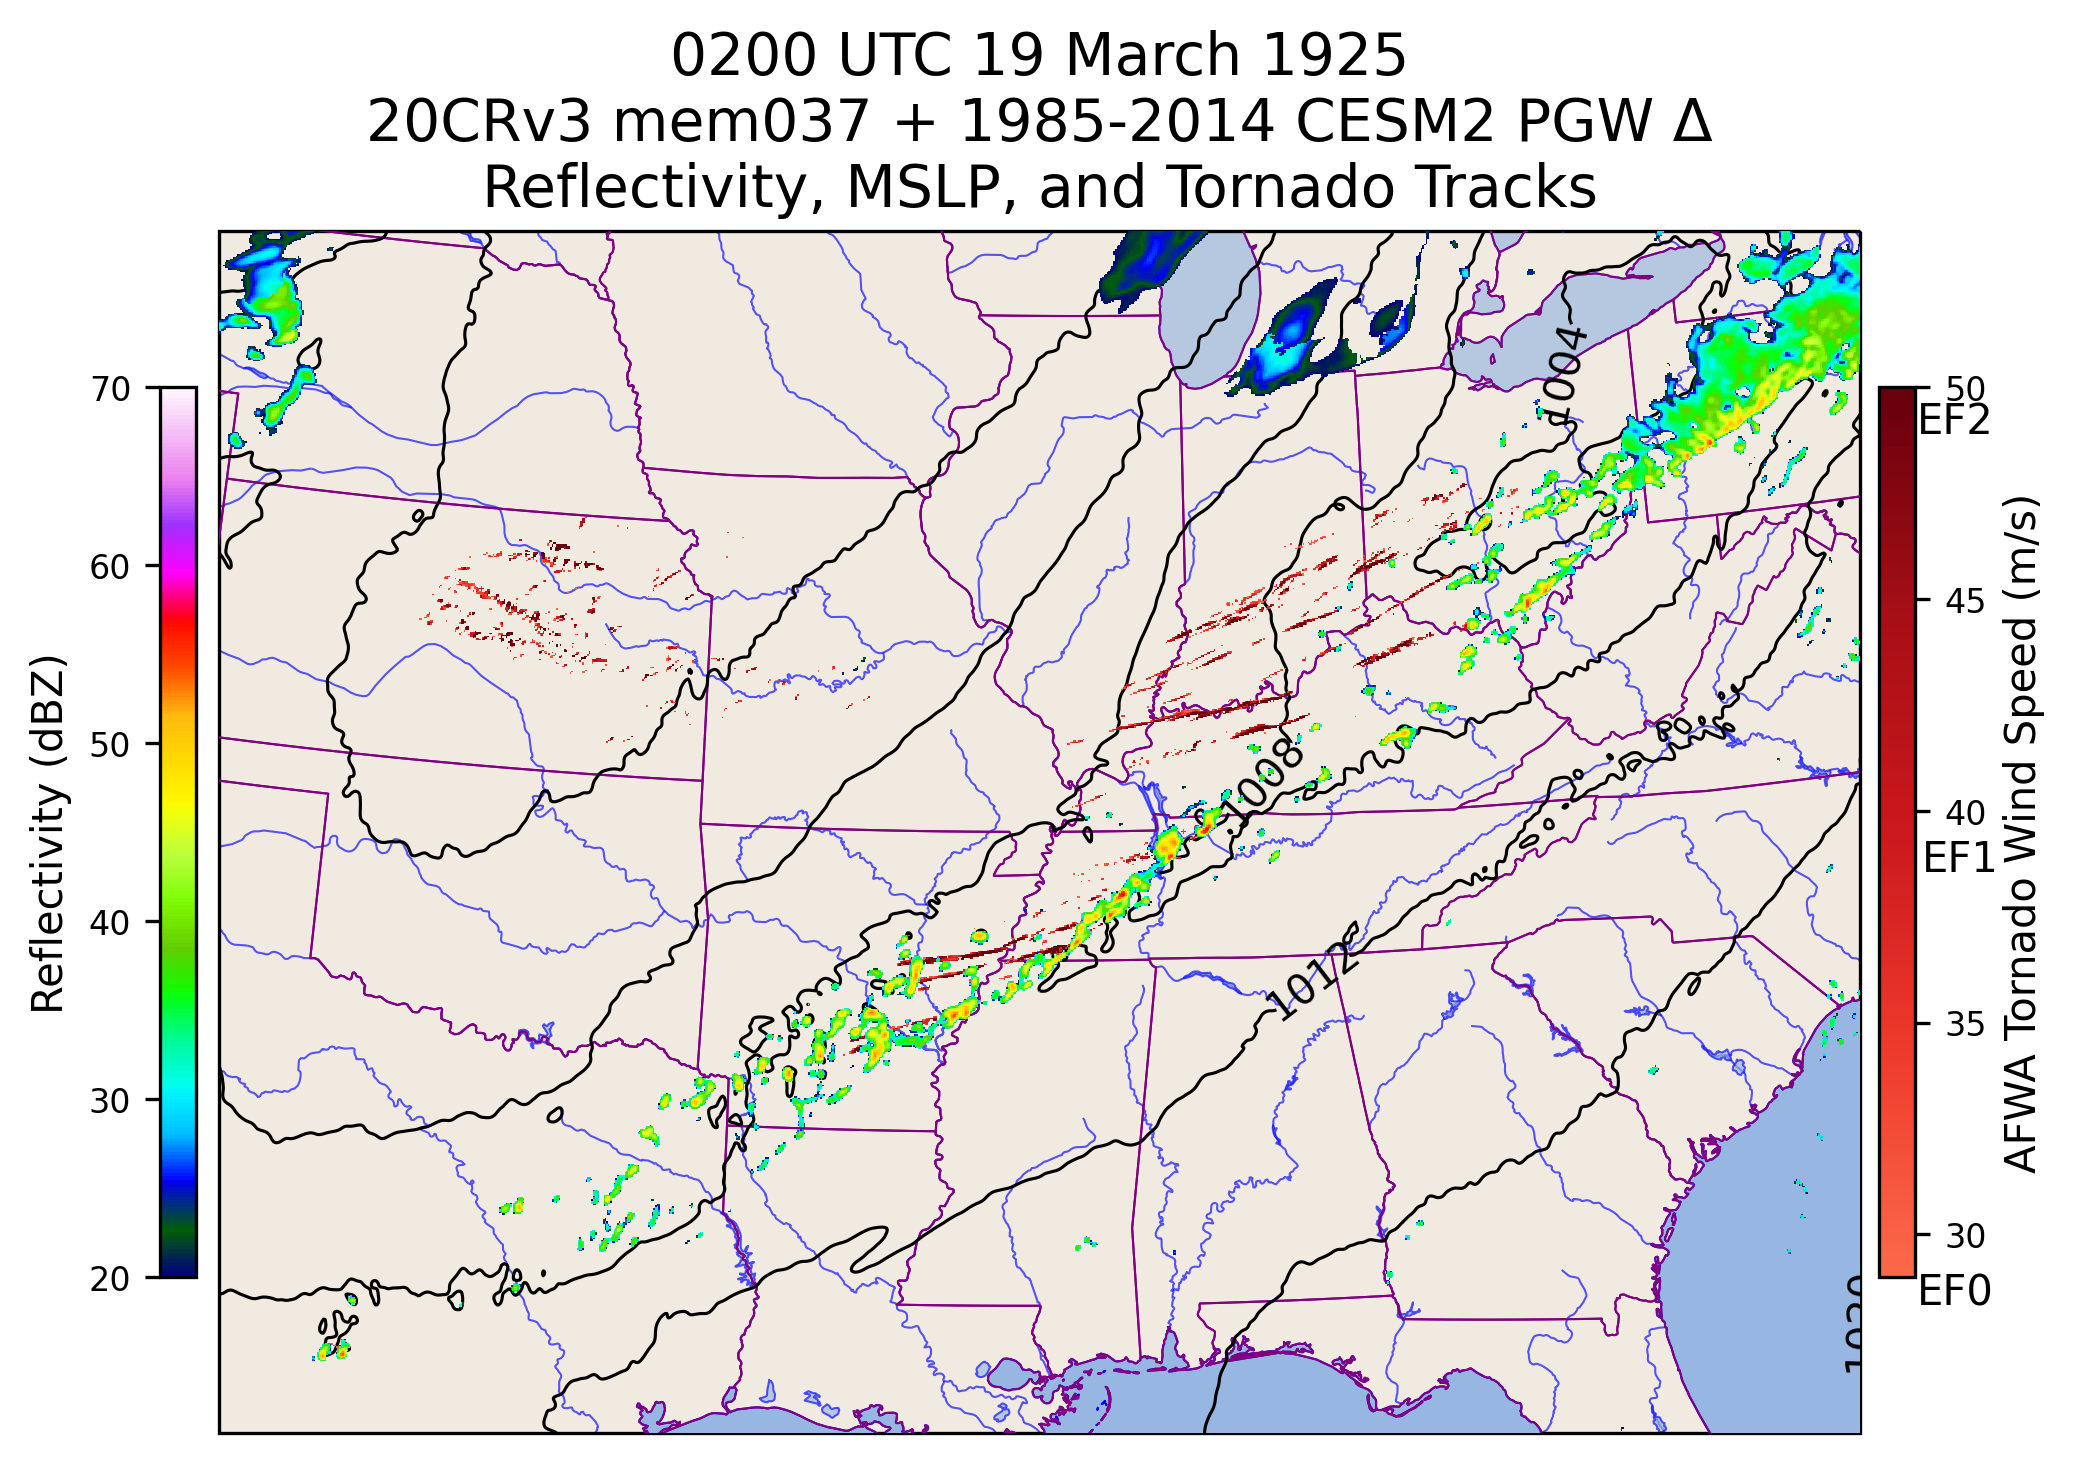 0200 UTC 19 March 1925
20CRv3 mem037 + 1985-2014 CESM2 PGW Δ
Reflectivity, MSLP, and Tornado Tracks
70
60
50
40
30
20
Reflectivity (dBZ)
1004
1008
1012
1020
50
EF2
45
40
EF1
35
30
EF0
AFWA Tornado Wind Speed (m/s)